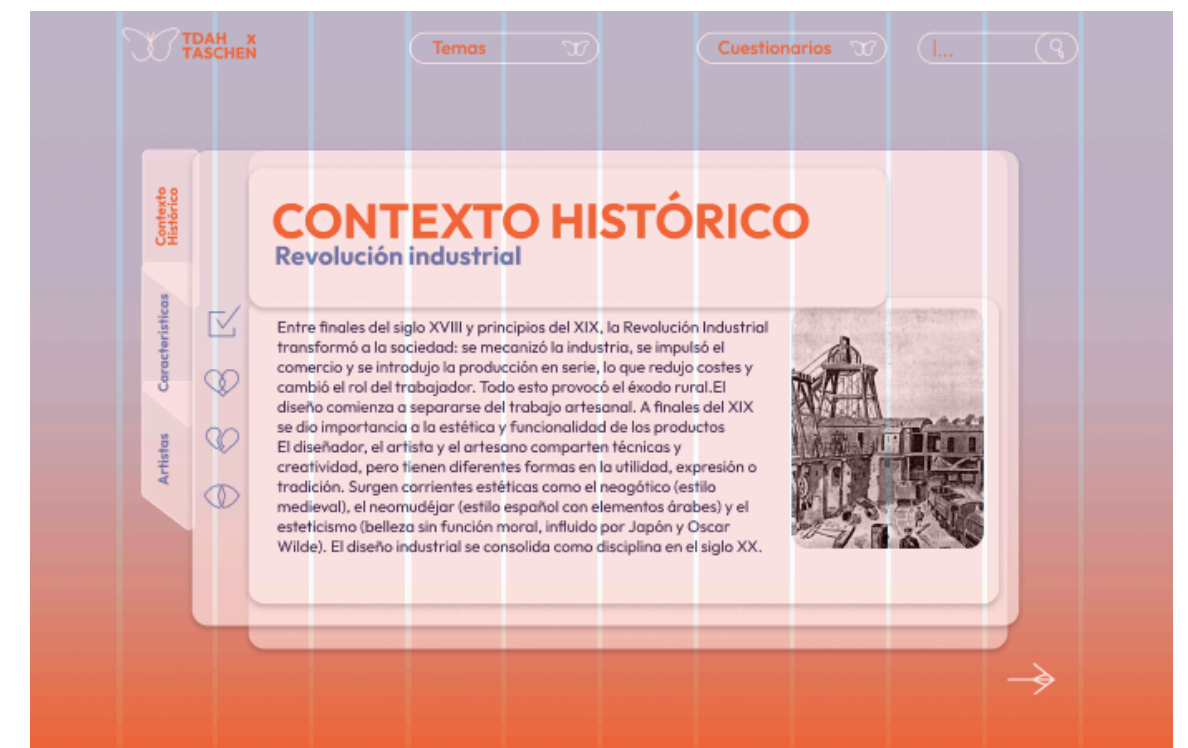 TDAH X
TASCHEN
Temas
Cuestionarios
|...
Contexto
Histórico
Características
Artistas
CONTEXTO HISTÓRICO
Revolución industrial
Entre finales del siglo XVIII y principios del XIX, la Revolución Industrial
transformó a la sociedad: se mecanizó la industria, se impulsó el
comercio y se introdujo la producción en serie, lo que redujo costes y
cambió el rol del trabajador. Todo esto provocó el éxodo rural.El
diseño comienza a separarse del trabajo artesanal. A finales del XIX
se dio importancia a la estética y funcionalidad de los productos
El diseñador, el artista y el artesano comparten técnicas y
creatividad, pero tienen diferentes formas en la utilidad, expresión o
tradición. Surgen corrientes estéticas como el neogótico (estilo
medieval), el neomudéjar (estilo español con elementos árabes) y el
esteticismo (belleza sin función moral, influido por Japón y Oscar
Wilde). El diseño industrial se consolida como disciplina en el siglo XX.